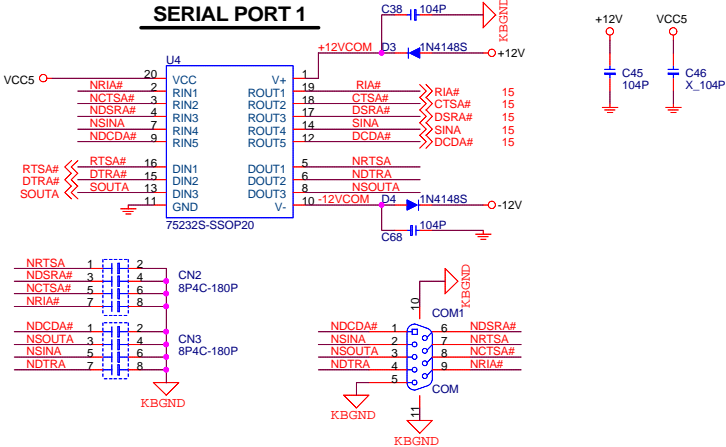 SERIAL PORT 1
C38
104P
KBGND
+12V
VCC5
+12VCOM
D3
1N4148S
+12V
C45
104P
C46
X_104P
U4
VCC5
20
VCC
V+
1
NRIA#
2
RIN1
ROUT1
19
RIA#
RIA#
15
NCTSA#
3
RIN2
ROUT2
18
CTSA#
CTSA#
15
NDSRA#
4
RIN3
ROUT3
17
DSRA#
DSRA#
15
NSINA
7
RIN4
ROUT4
14
SINA
SINA
15
NDCDA#
9
RIN5
ROUT5
12
DCDA#
DCDA#
15
RTSA#
RTSA#
16
DIN1
DOUT1
5
NRTSA
DTRA#
DTRA#
15
DIN2
DOUT2
6
NDTRA
SOUTA
SOUTA
13
DIN3
DOUT3
8
NSOUTA
11
GND
V-
10
-12VCOM
D4
1N4148S
-12V
75232S-SSOP20
C68
104P
NRTSA
1
2
NDSRA#
3
4
NCTSA#
5
6
NRIA#
7
8
CN2
8P4C-180P
NDCDA#
1
2
NSOUTA
3
4
NSINA
5
6
NDTRA
7
8
CN3
8P4C-180P
KBGND
KBGND
10
COM1
NDCDA#
1
6
NDSRA#
NSINA
2
7
NRTSA
NSOUTA
3
8
NCTSA#
NDTRA
4
9
NRIA#
5
COM
KBGND
11
KBGND